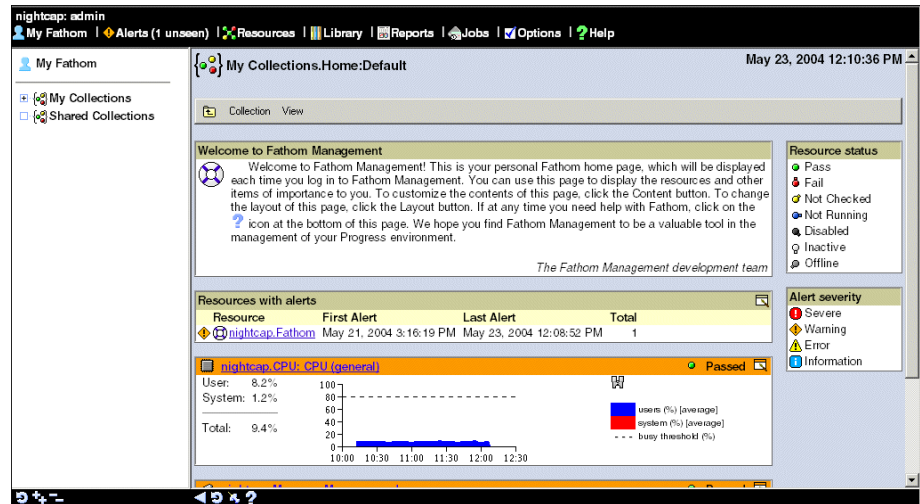 nightcap: admin
My Fathom | Alerts (1 unseen) | Resources | Library | Reports | Jobs | Options | ? Help
My Fathom
My Collections
Shared Collections
My Collections.Home:Default
May 23, 2004 12:10:36 PM
Collection View
Welcome to Fathom Management
Welcome to Fathom Management! This is your personal Fathom home page, which will be displayed
each time you log in to Fathom Management. You can use this page to display the resources and other
items of importance to you. To customize the contents of this page, click the Content button. To change
the layout of this page, click the Layout button. If at any time you need help with Fathom, click on the
? icon at the bottom of this page. We hope you find Fathom Management to be a valuable tool in the
management of your Progress environment.
The Fathom Management development team
Resource status
Pass
Fail
Not Checked
Not Running
Disabled
Inactive
Offline
Resources with alerts
Resource First Alert Last Alert Total
nightcap.Fathom May 21, 2004 3:16:19 PM May 23, 2004 12:08:52 PM 1
Alert severity
Severe
Warning
Error
Information
nightcap.CPU: CPU (general)
Passed
User: 8.2%
System: 1.2%
Total: 9.4%
100
80
60
40
20
0
10:00 10:30 11:00 11:30 12:00 12:30
users (%) [average]
system (%) [average]
busy threshold (%)